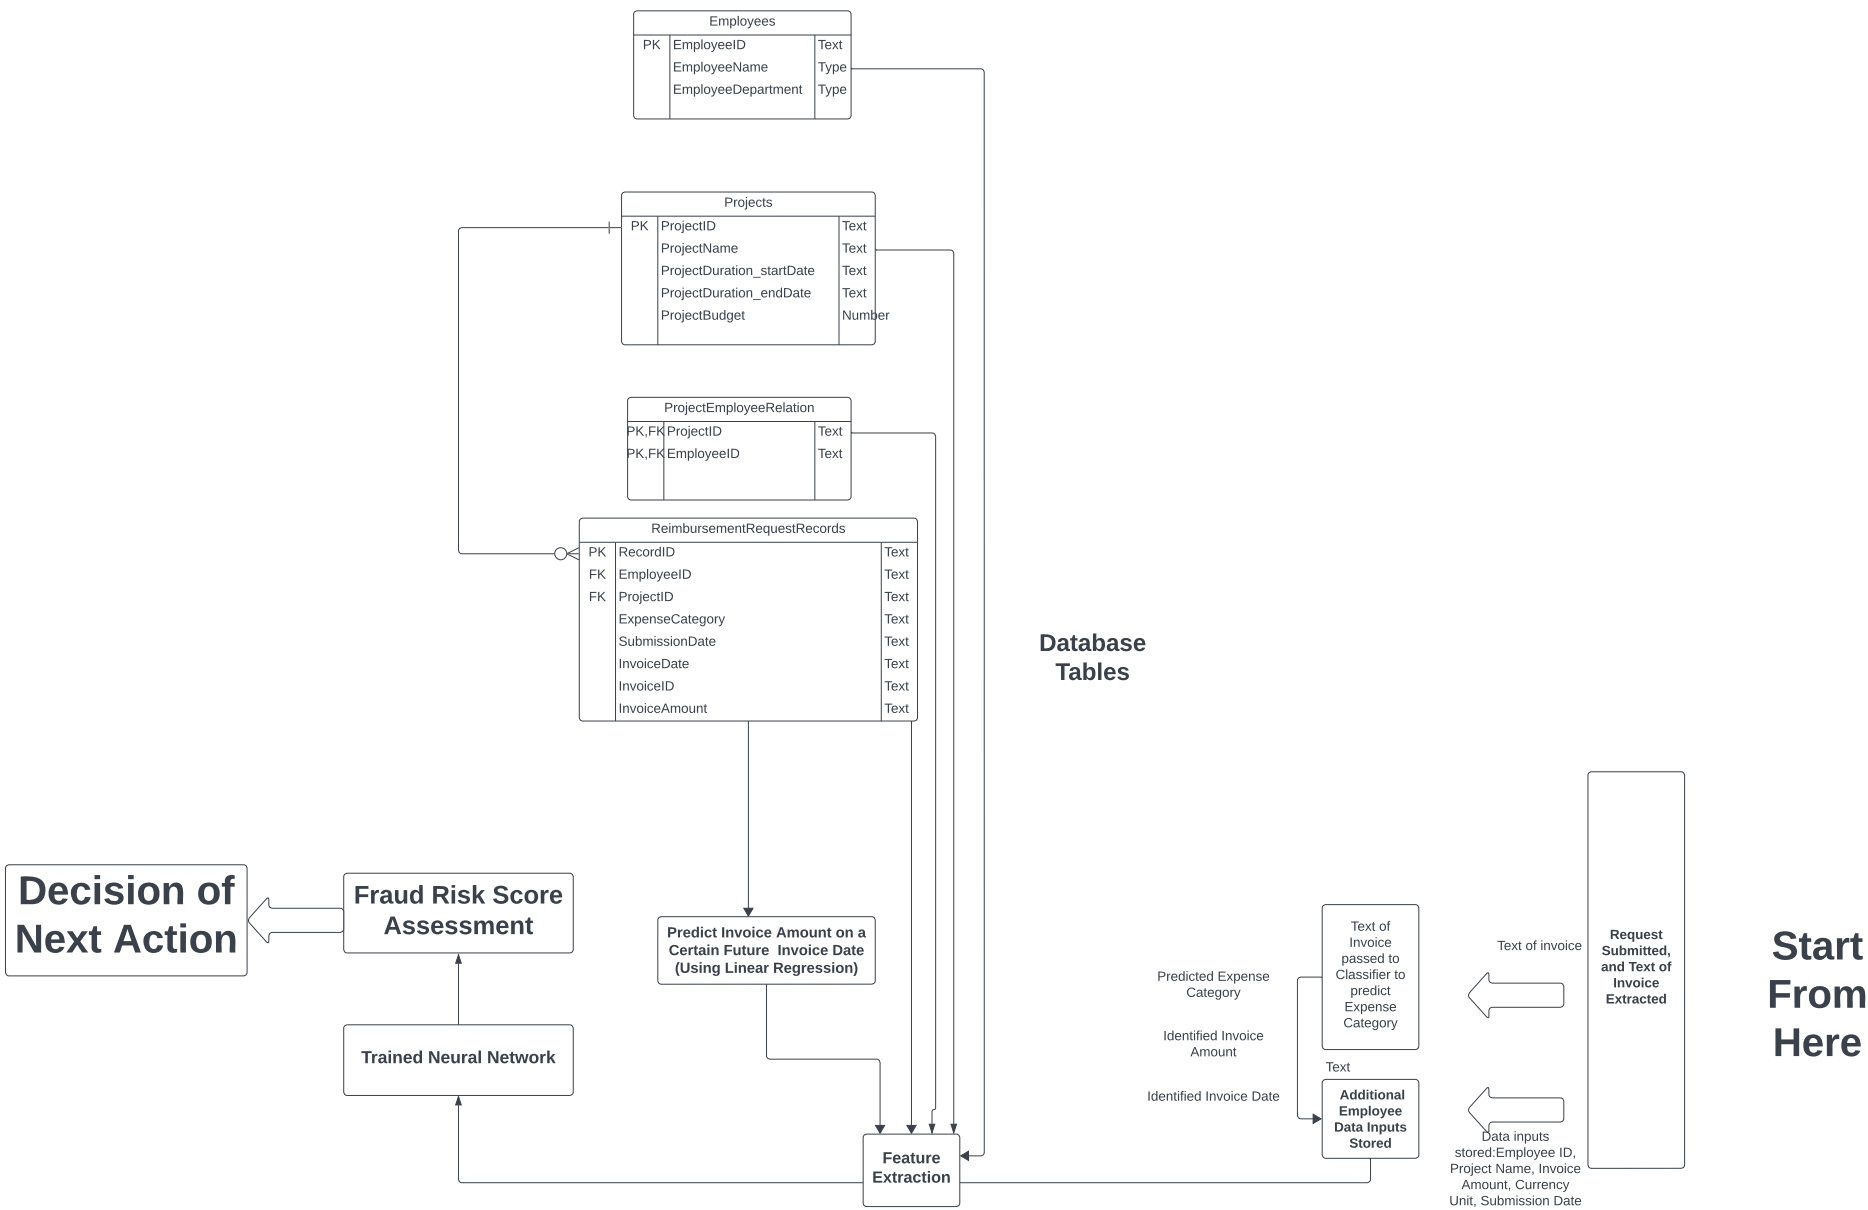 Employees
PK EmployeeID Text
EmployeeName Type
EmployeeDepartment Type
Projects
PK ProjectID Text
ProjectName Text
ProjectDuration_startDate Text
ProjectDuration_endDate Text
ProjectBudget Number
ProjectEmployeeRelation
PK,FK ProjectID Text
PK,FK EmployeeID Text
ReimbursementRequestRecords
PK RecordID Text
FK EmployeeID Text
FK ProjectID Text
ExpenseCategory Text
SubmissionDate Text
InvoiceDate Text
InvoiceID Text
InvoiceAmount Text
Database
Tables
Decision of
Next Action
Fraud Risk Score
Assessment
Trained Neural Network
Predict Invoice Amount on a
Certain Future  Invoice Date
(Using Linear Regression)
Feature
Extraction
Predicted Expense
Category
Identified Invoice
Amount
Identified Invoice Date
Text of
Invoice
passed to
Classifier to
predict
Expense
Category
Text
Additional
Employee
Data Inputs
Stored
Text of invoice
Data inputs
stored:Employee ID,
Project Name, Invoice
Amount, Currency
Unit, Submission Date
Request
Submitted,
and Text of
Invoice
Extracted
Start
From
Here